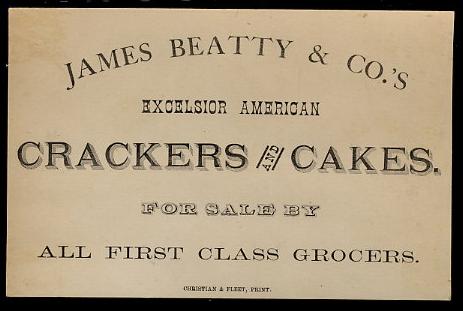 JAMES BEATTY & CO.'S
EXCELSIOR AMERICAN
CRACKERS AND CAKES.
FOR SALE BY
ALL FIRST CLASS GROCERS.
CHRISTIAN & FLEET, PRINT.